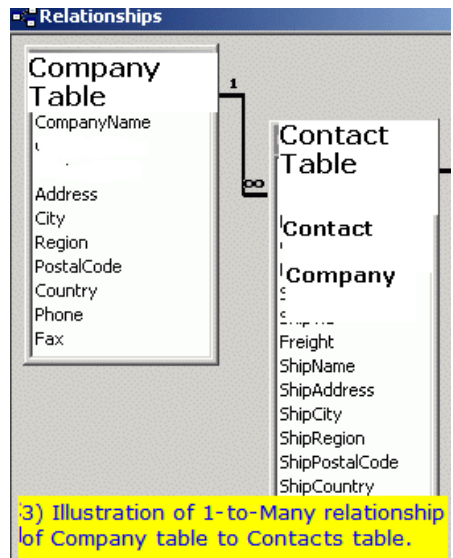 Relationships
Company
Table
1
CompanyName
Address
City
Region
PostalCode
Country
Phone
Fax
∞
Contact
Table
Contact
Company
Freight
ShipName
ShipAddress
ShipCity
ShipRegion
ShipPostalCode
ShipCountry
3) Illustration of 1-to-Many relationship
of Company table to Contacts table.